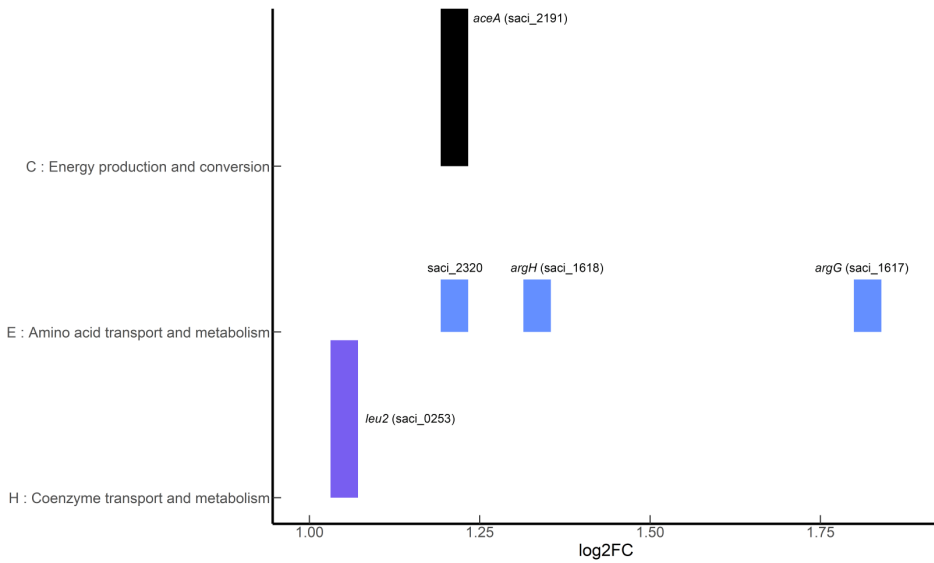 aceA (saci_2191)
C : Energy production and conversion
saci_2320
argH (saci_1618)
argG (saci_1617)
E : Amino acid transport and metabolism
leu2 (saci_0253)
H : Coenzyme transport and metabolism
1.00 1.25 1.50 1.75
log2FC